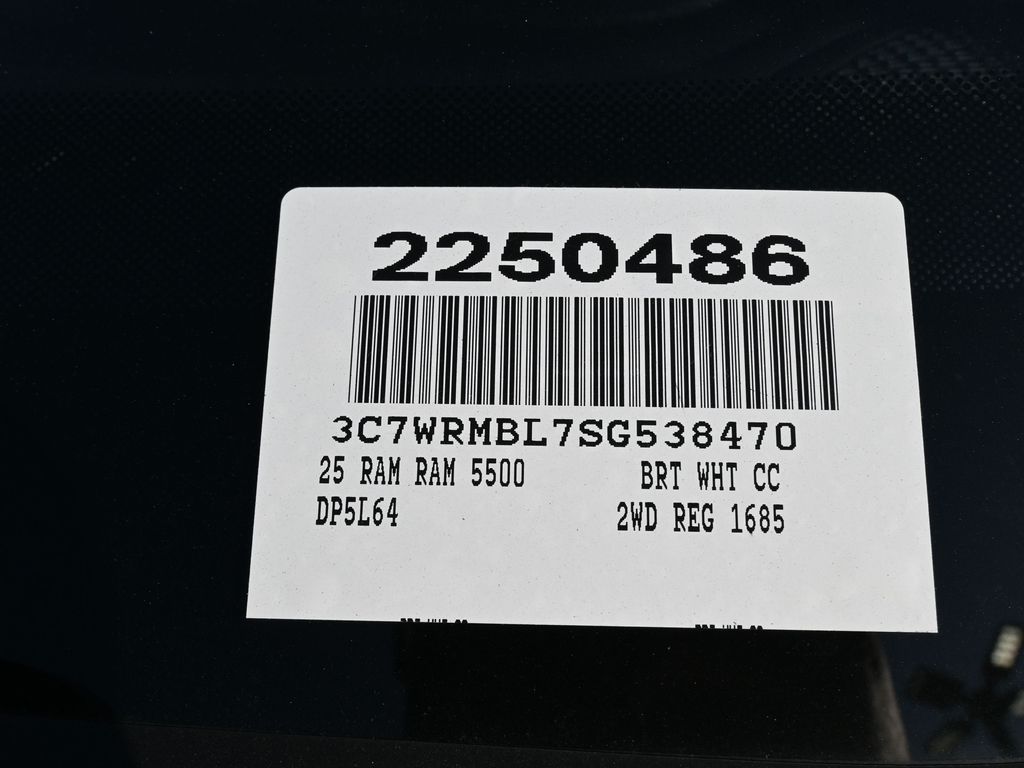 2250486
3C7WRMBL7SG538470
25 RAM RAM 5500 BRT WHT CC
DP5L64 2WD REG 1685